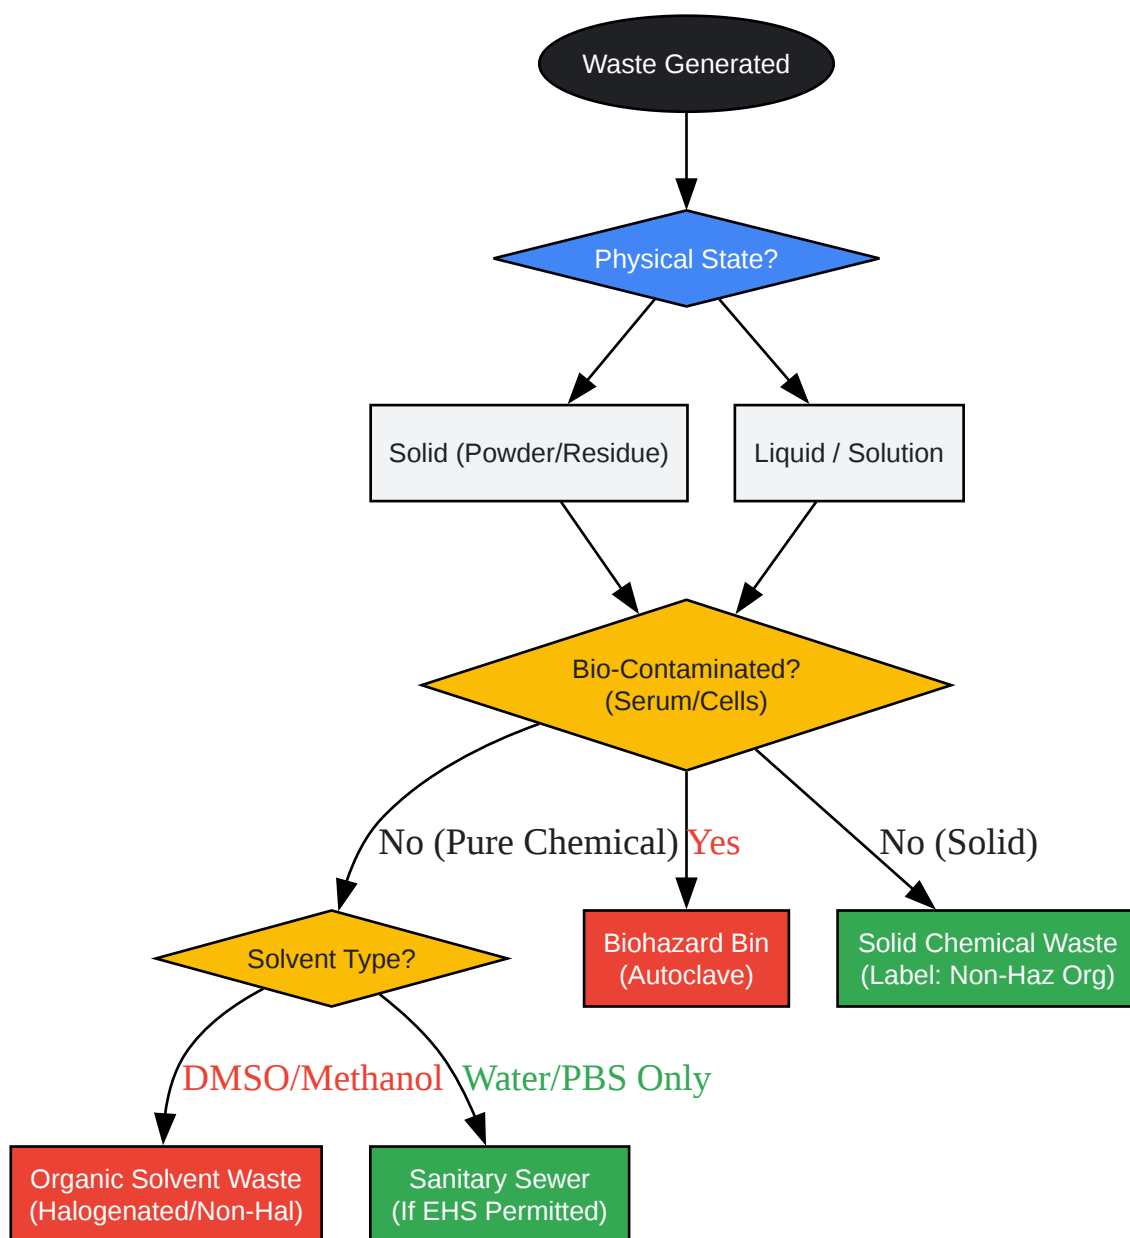 Waste Generated
Physical State?
Solid (Powder/Residue)
Liquid / Solution
Bio-Contaminated?
(Serum/Cells)
No (Pure Chemical)
Yes
No (Solid)
Solvent Type?
Biohazard Bin
(Autoclave)
Solid Chemical Waste
(Label: Non-Haz Org)
DMSO/Methanol
Water/PBS Only
Organic Solvent Waste
(Halogenated/Non-Hal)
Sanitary Sewer
(If EHS Permitted)